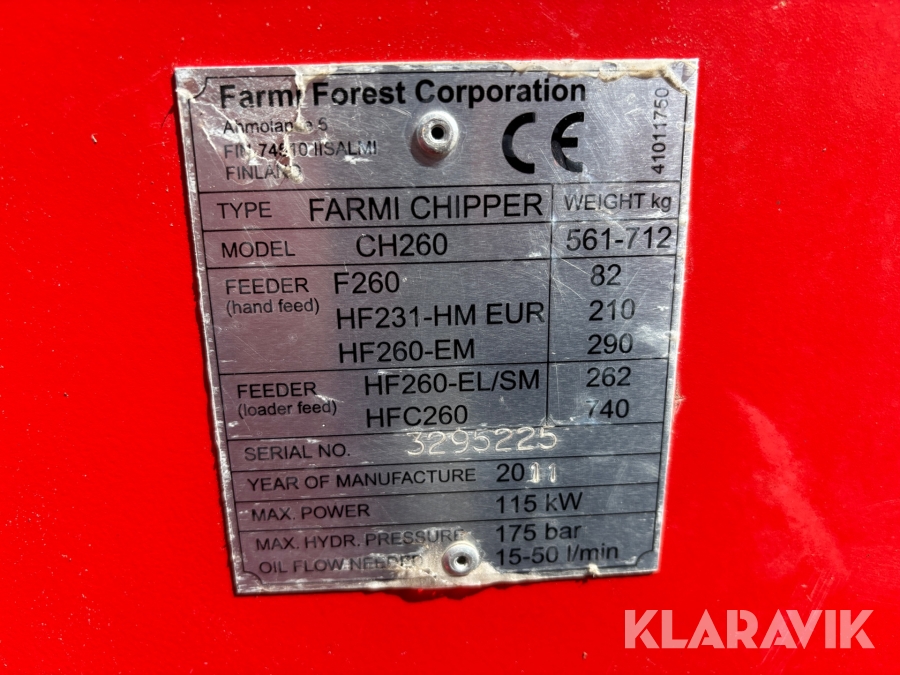 Farmi Forest Corporation
Ahmolantie 5
FIN-74510 IISALMI
FINLAND
CE
41011750
TYPE FARMI CHIPPER WEIGHT kg
MODEL CH260 561-712
FEEDER F260 82
(hand feed) HF231-HM EUR 210
HF260-EM 290
FEEDER HF260-EL/SM 262
(loader feed) HFC260 740
SERIAL NO. 3295225
YEAR OF MANUFACTURE 2011
MAX. POWER 115 kW
MAX. HYDR. PRESSURE 175 bar
OIL FLOW NEEDED 15-50 l/min
KLARAVIK